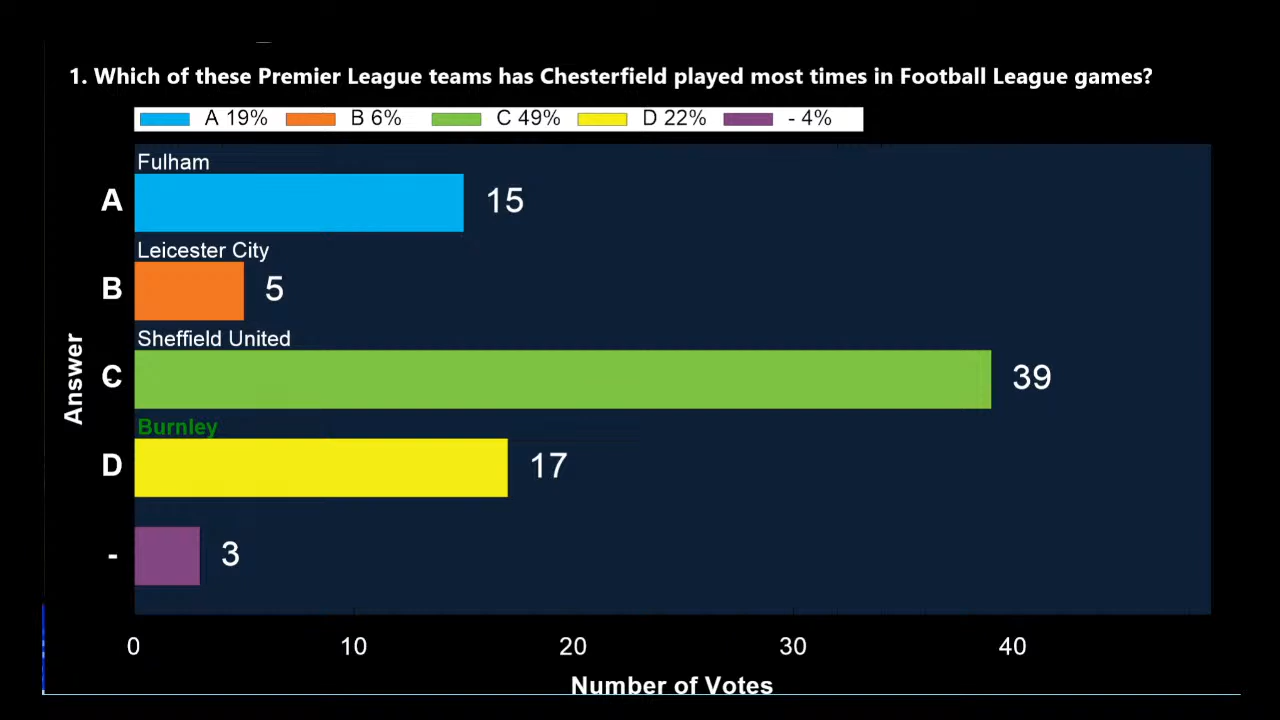 1. Which of these Premier League teams has Chesterfield played most times in Football League games?
A 19% B 6% C 49% D 22% - 4%
Fulham
A 15
Leicester City
B 5
Sheffield United
C 39
Burnley
D 17
- 3
Answer
0 10 20 30 40
Number of Votes